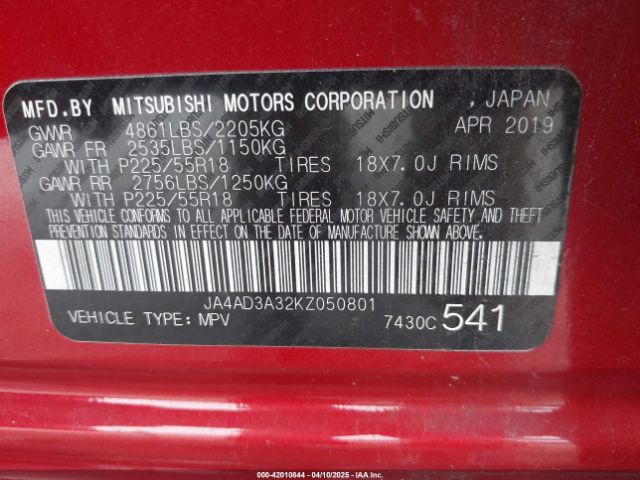 MFD.BY MITSUBISHI MOTORS CORPORATION , JAPAN
GVWR 4861LBS/2205KG APR 2019
GAWR FR 2535LBS/1150KG
WITH P225/55R18 TIRES 18X7.0J RIMS
GAWR RR 2756LBS/1250KG
WITH P225/55R18 TIRES 18X7.0J RIMS
THIS VEHICLE CONFORMS TO ALL APPLICABLE FEDERAL MOTOR VEHICLE SAFETY AND THEFT
PREVENTION STANDARDS IN EFFECT ON THE DATE OF MANUFACTURE SHOWN ABOVE.
JA4AD3A32KZ050801
VEHICLE TYPE: MPV 7430C 541
000-42010844 - 04/10/2025 - IAA Inc.